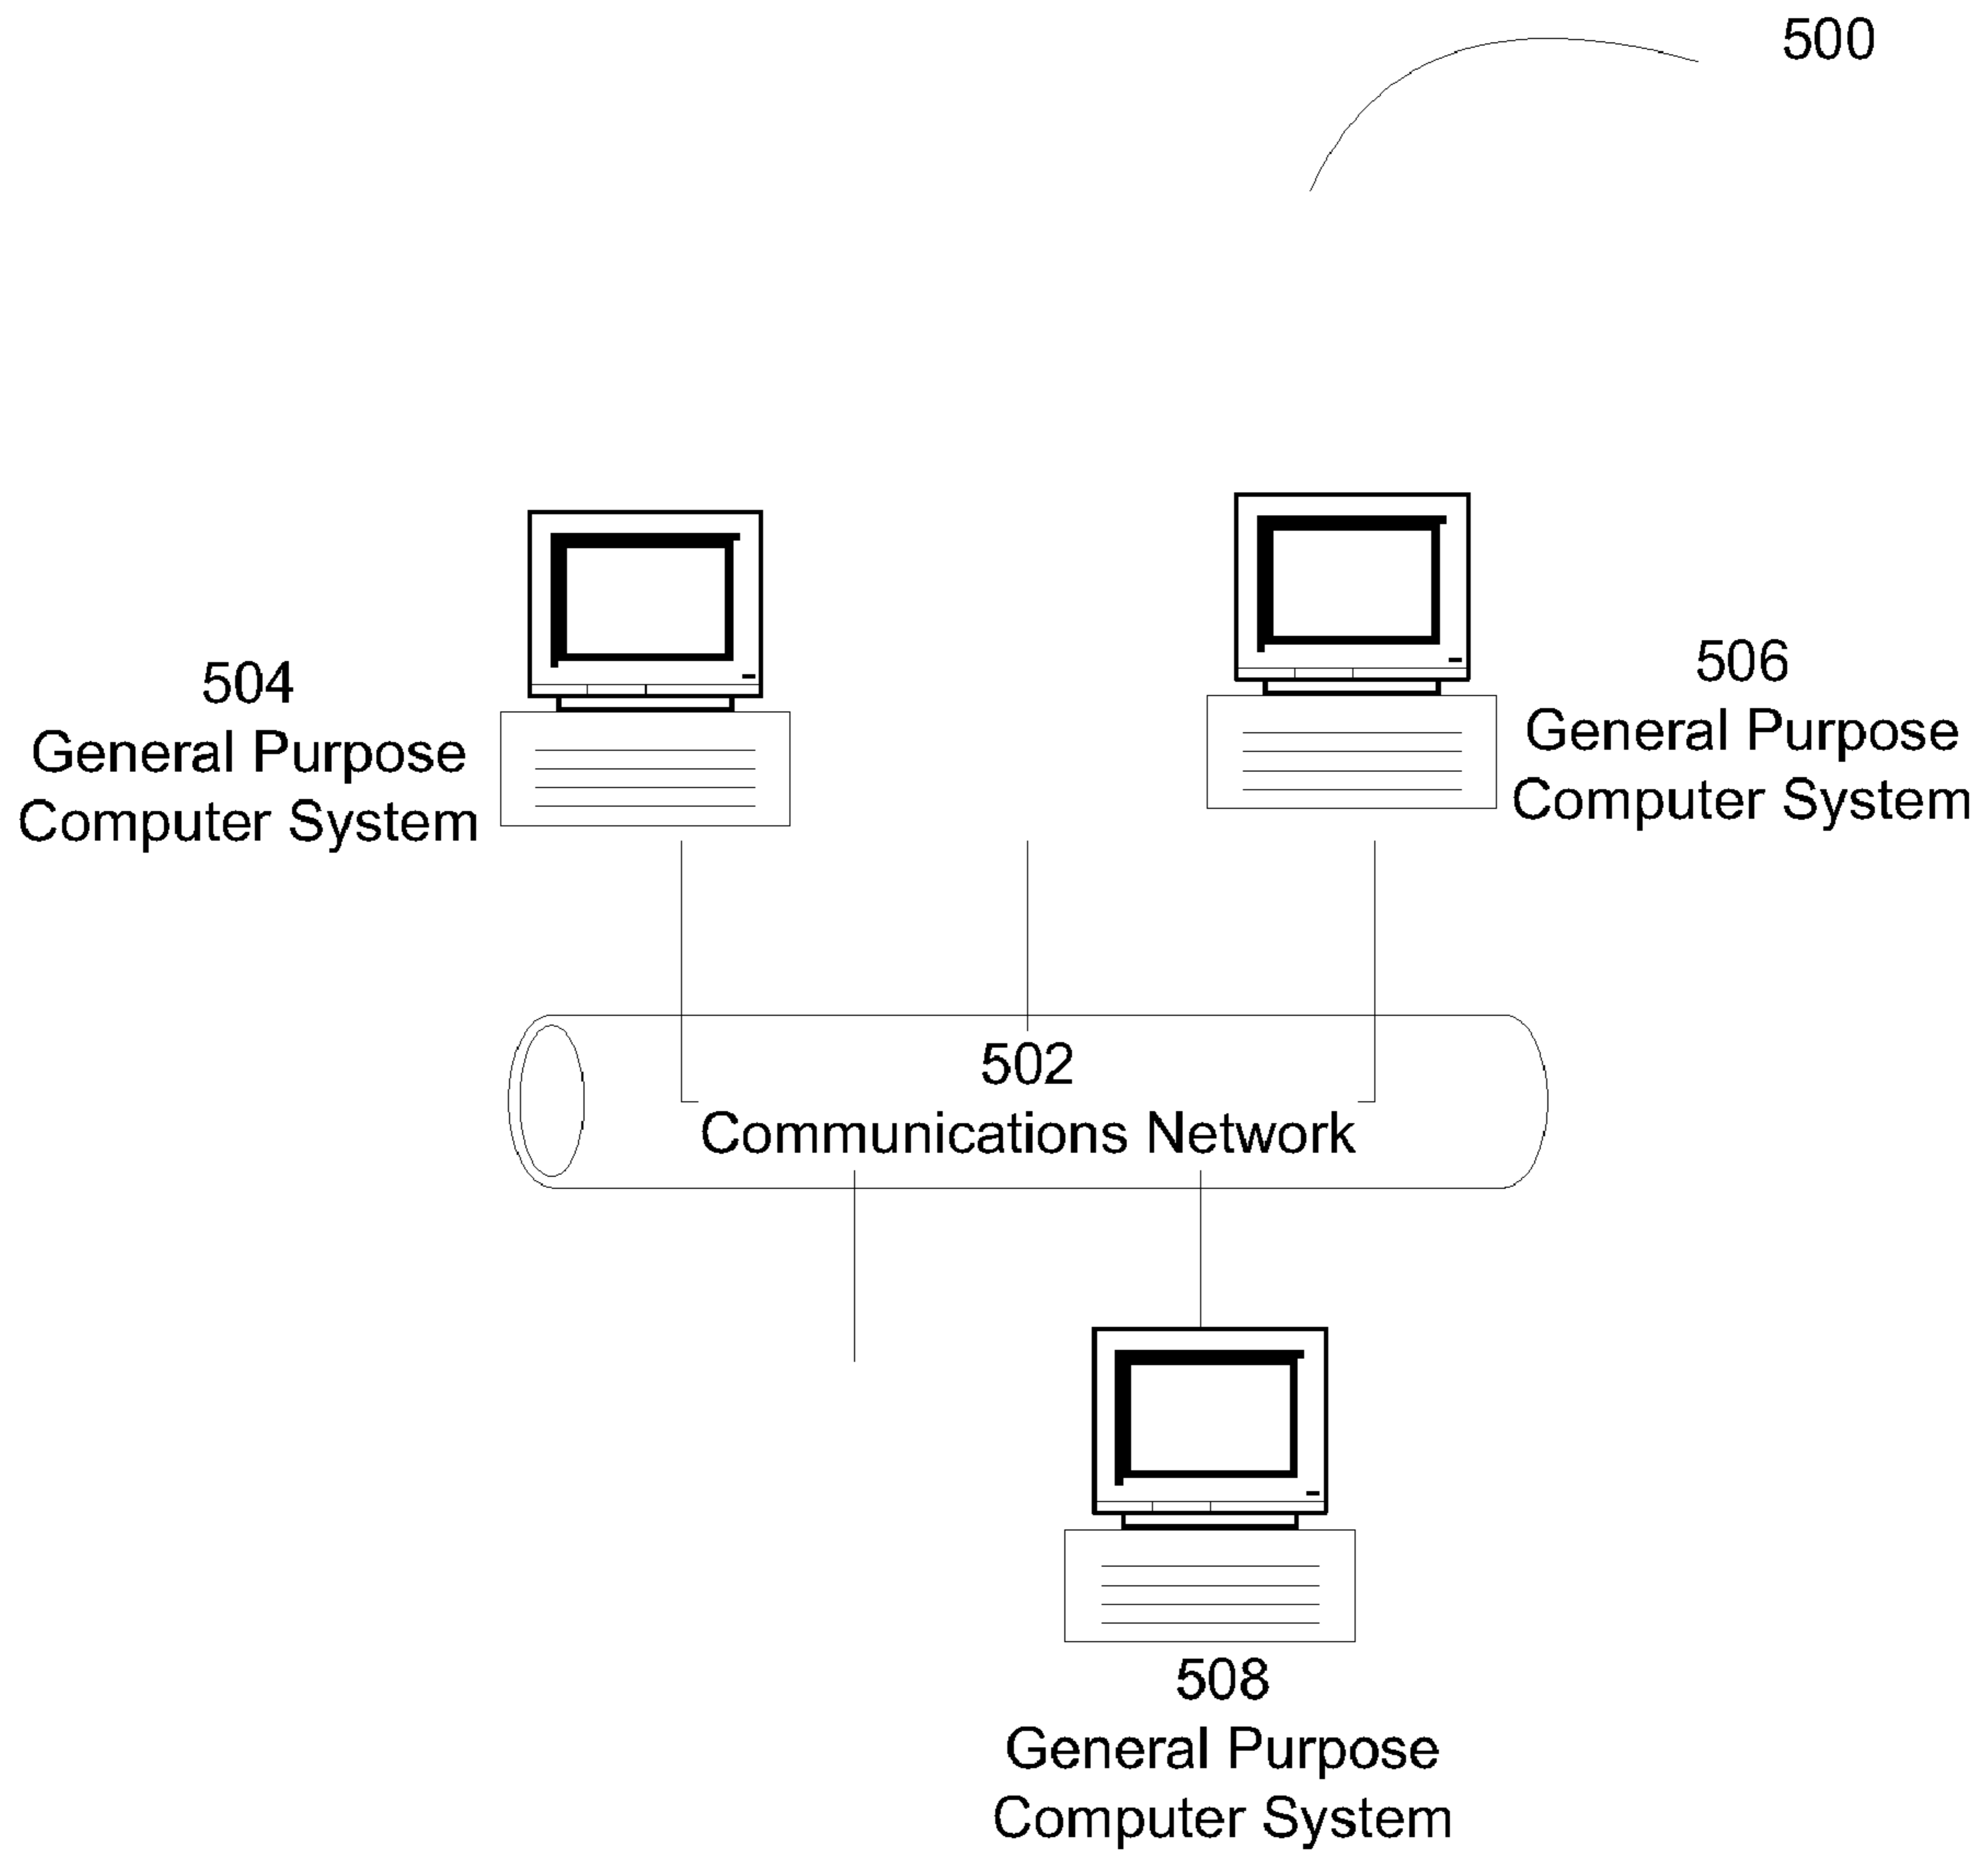 500
504
General Purpose
Computer System
506
General Purpose
Computer System
502
Communications Network
508
General Purpose
Computer System